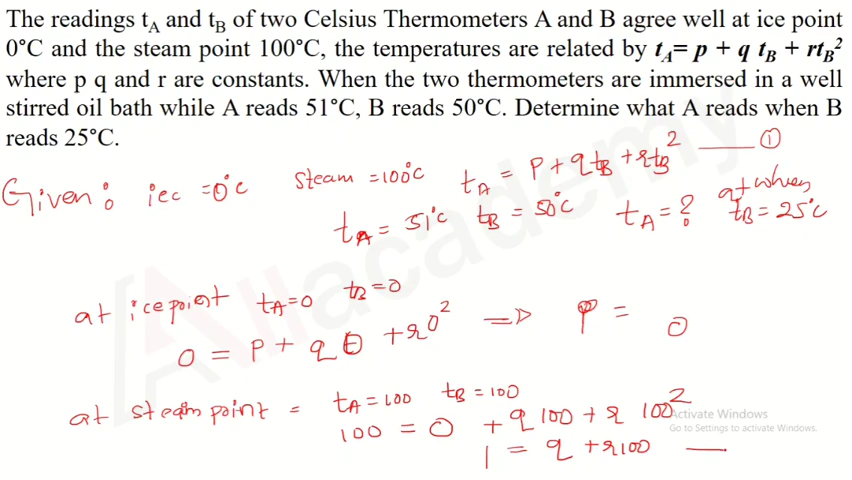 The readings tA and tB of two Celsius Thermometers A and B agree well at ice point
0°C and the steam point 100°C, the temperatures are related by tA= p + q tB + rtB²
where p q and r are constants. When the two thermometers are immersed in a well
stirred oil bath while A reads 51°C, B reads 50°C. Determine what A reads when B
reads 25°C.
Given: iec =0°C steam =100°C tA = P+qtB+rtB² ——①
tA = 51°C tB = 50°C tA = ? at when tB = 25°C
at ice point tA=0 tB=0
0 = P + q 0 + r0² ⇒ P = 0
at steam point = tA=100 tB=100
100 = 0 + q 100 + r 100²
1 = q + r100 ——
Activate Windows
Go to Settings to activate Windows.
Allacademy